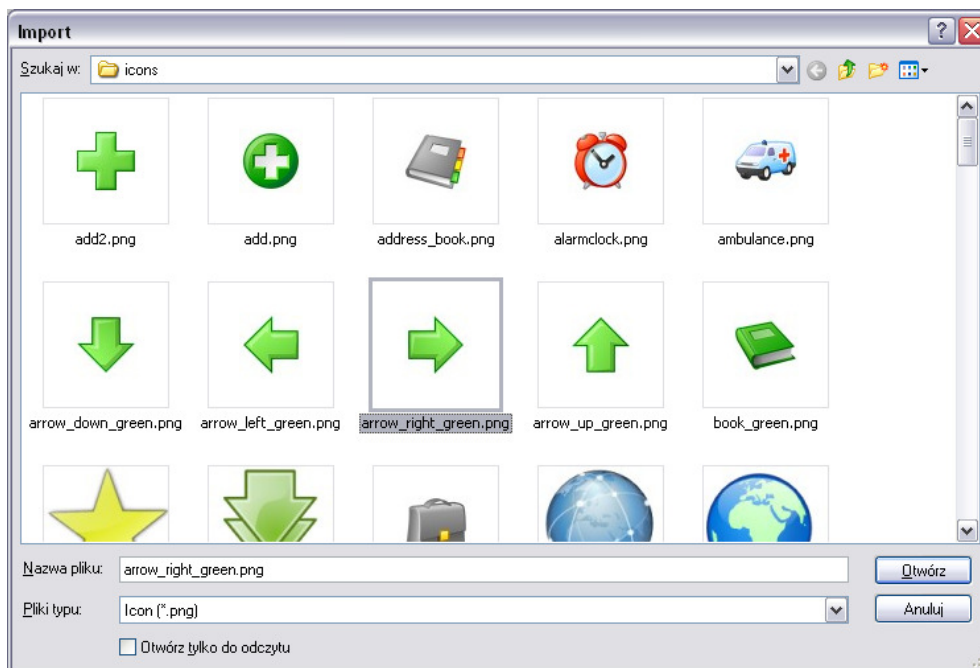 Import
Szukaj w: icons
add2.png add.png address_book.png alarmclock.png ambulance.png
arrow_down_green.png arrow_left_green.png arrow_right_green.png arrow_up_green.png book_green.png
Nazwa pliku: arrow_right_green.png Otwórz
Pliki typu: Icon (*.png) Anuluj
Otwórz tylko do odczytu